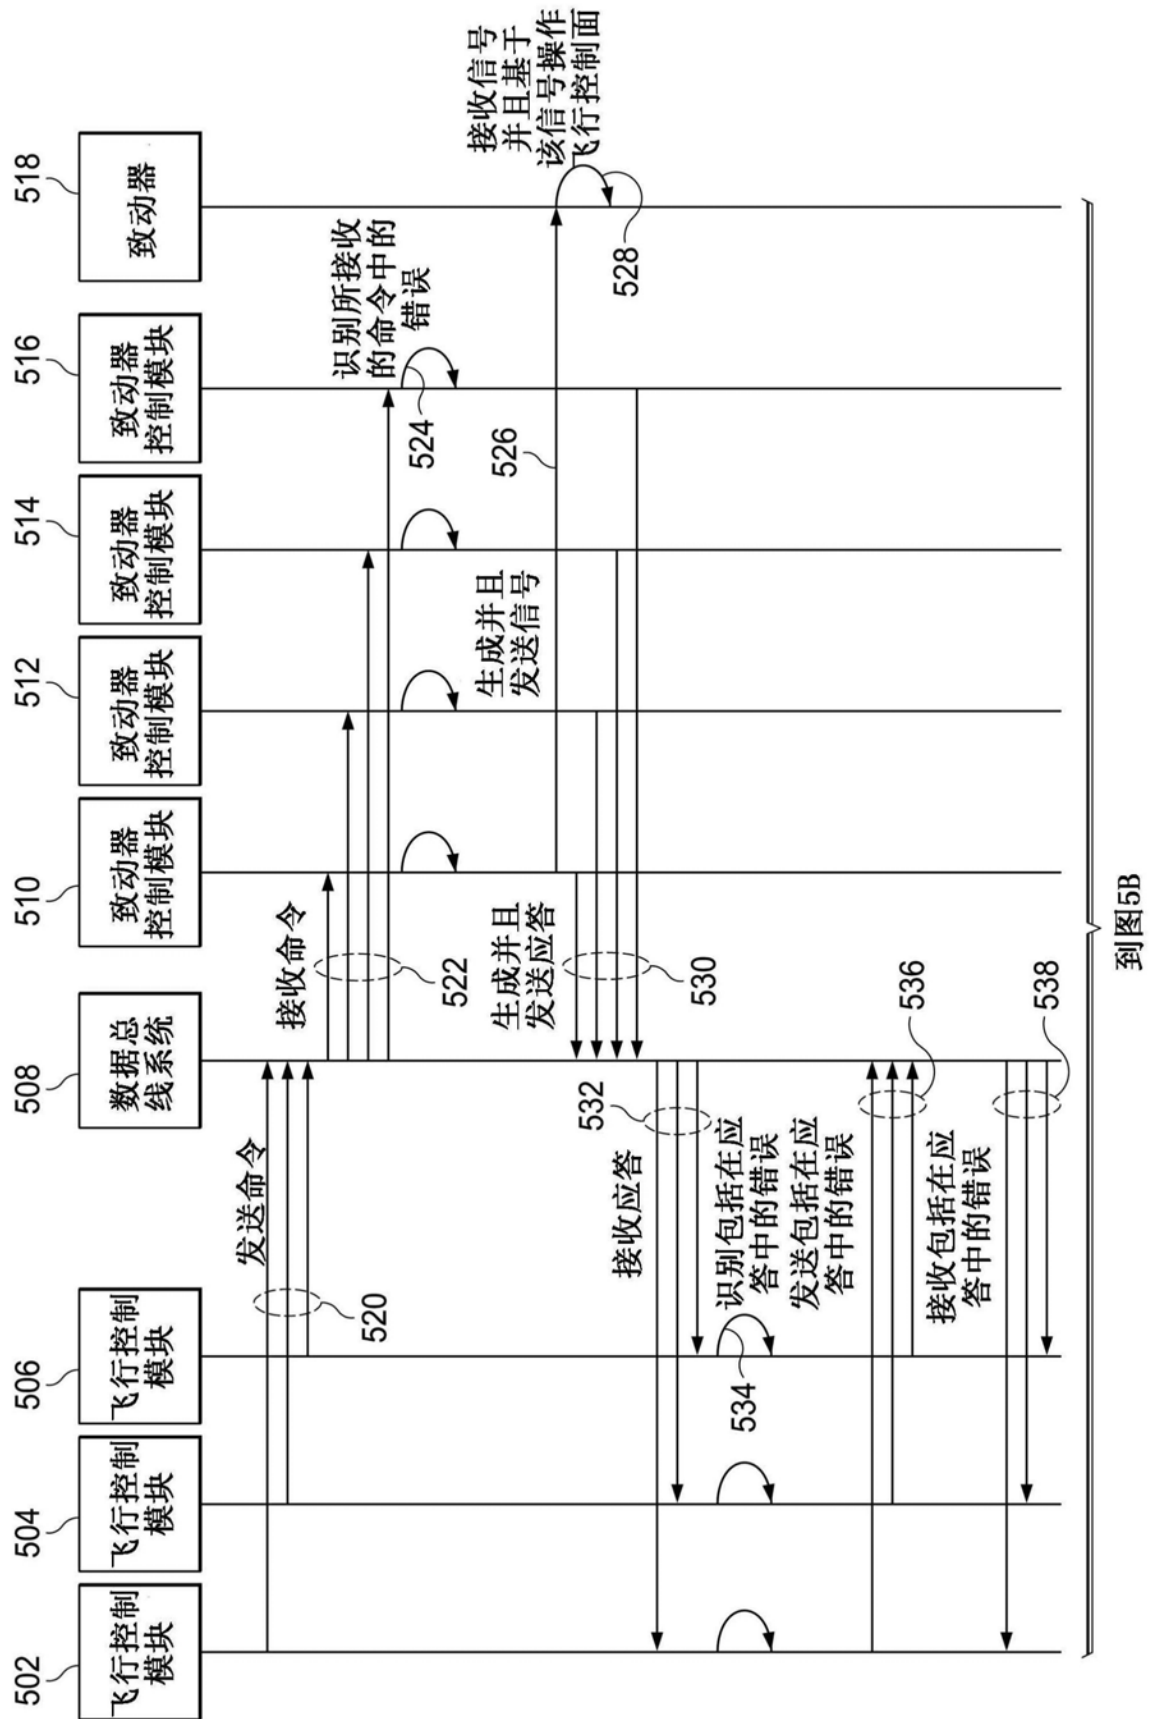 502
飞行控制
模块
504
飞行控制
模块
506
飞行控制
模块
508
数据总
线系统
510
致动器
控制模块
512
致动器
控制模块
514
致动器
控制模块
516
致动器
控制模块
518
致动器
发送命令
520
接收命令
522
识别所接收
的命令中的
错误
524
生成并且
发送信号
526
接收信号
并且基于
该信号操作
飞行控制面
528
生成并且
发送应答
530
532
接收应答
识别包括在应
答中的错误
534
发送包括在应
答中的错误
536
接收包括在应
答中的错误
538
到图5B